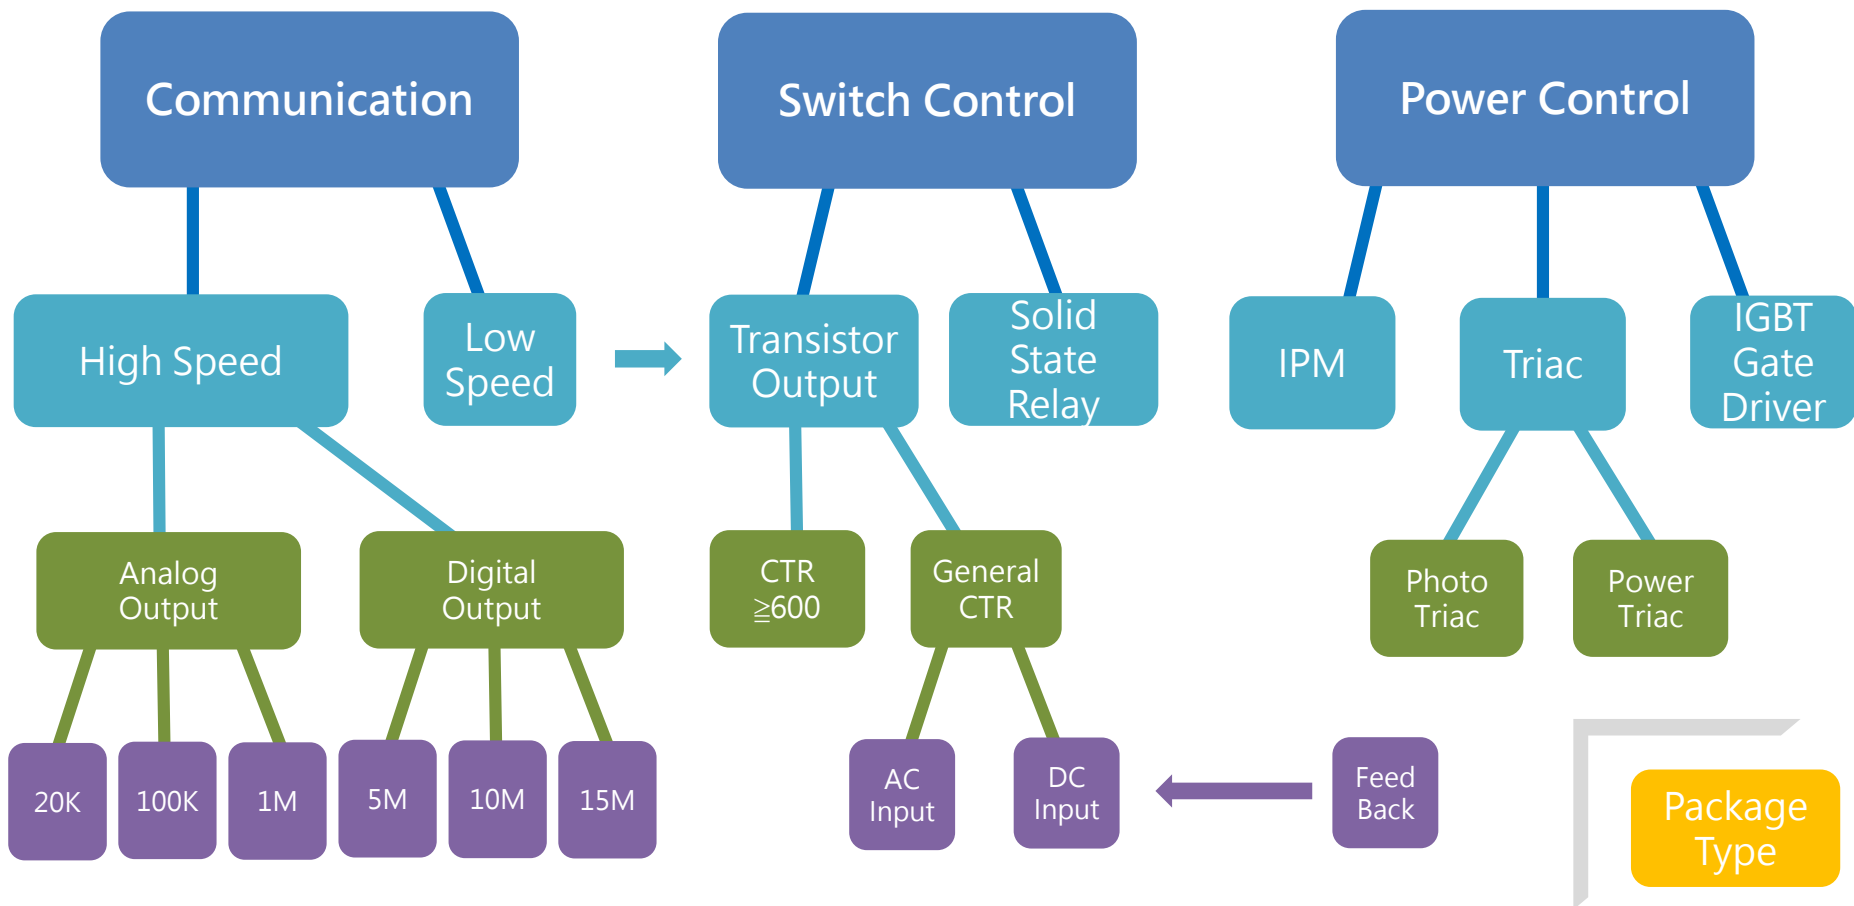 Communication
Switch Control
Power Control
High Speed
Low
Speed
Transistor
Output
Solid
State
Relay
IPM
Triac
IGBT
Gate
Driver
Analog
Output
Digital
Output
CTR
≧600
General
CTR
Photo
Triac
Power
Triac
20K
100K
1M
5M
10M
15M
AC
Input
DC
Input
Feed
Back
Package
Type